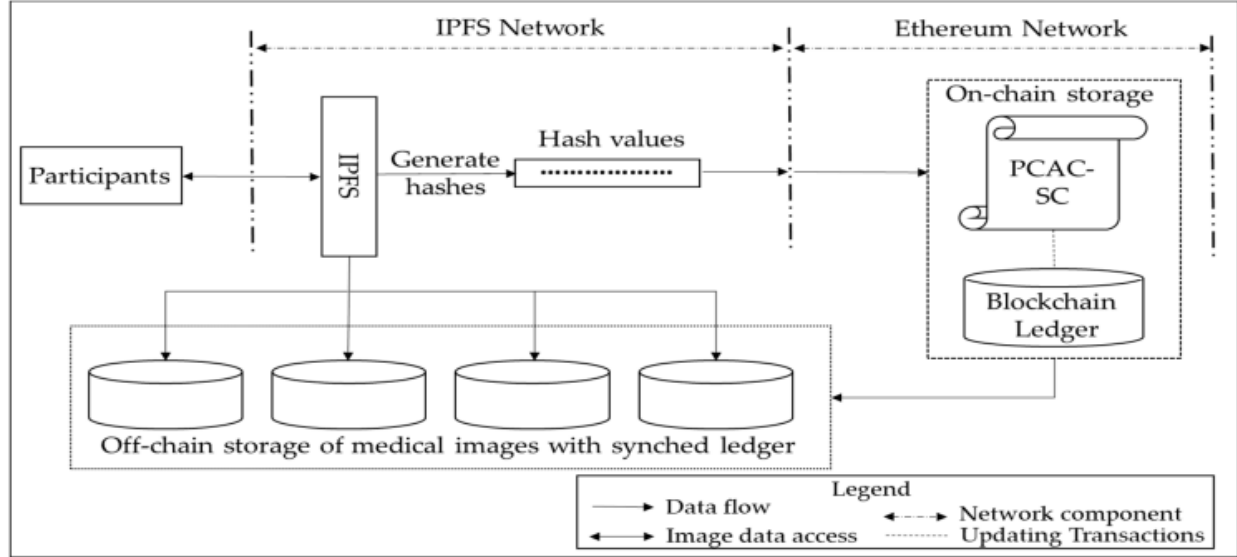 IPFS Network
Ethereum Network
On-chain storage
Participants
IPFS
Generate
hashes
Hash values
PCAC-
SC
Blockchain
Ledger
Off-chain storage of medical images with synched ledger
Legend
Data flow
Network component
Image data access
Updating Transactions